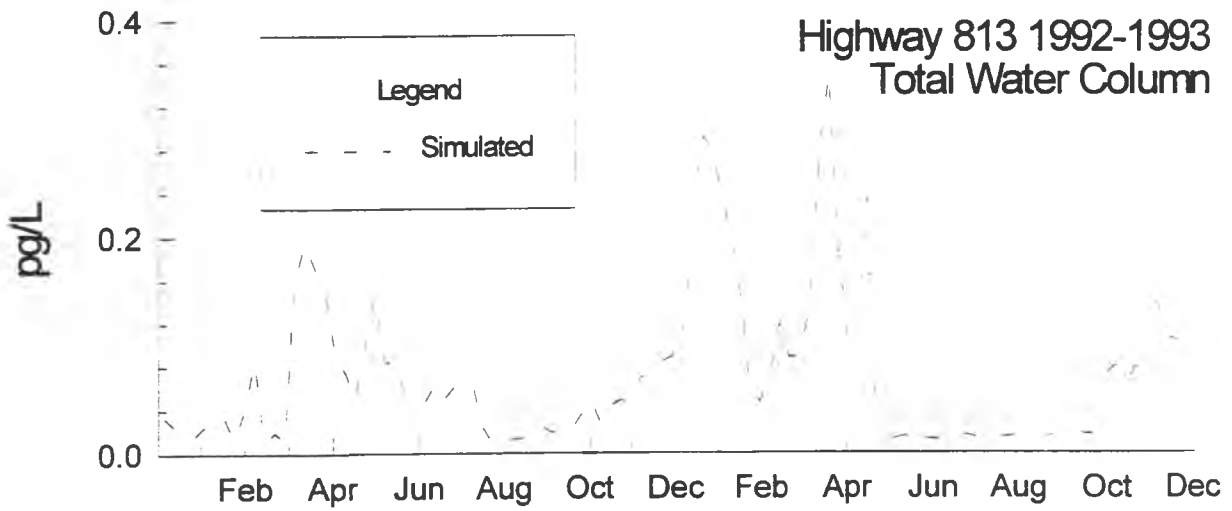 Highway 813 1992-1993
Total Water Column
Legend
Simulated
pg/L
0.4
0.2
0.0
Feb Apr Jun Aug Oct Dec Feb Apr Jun Aug Oct Dec